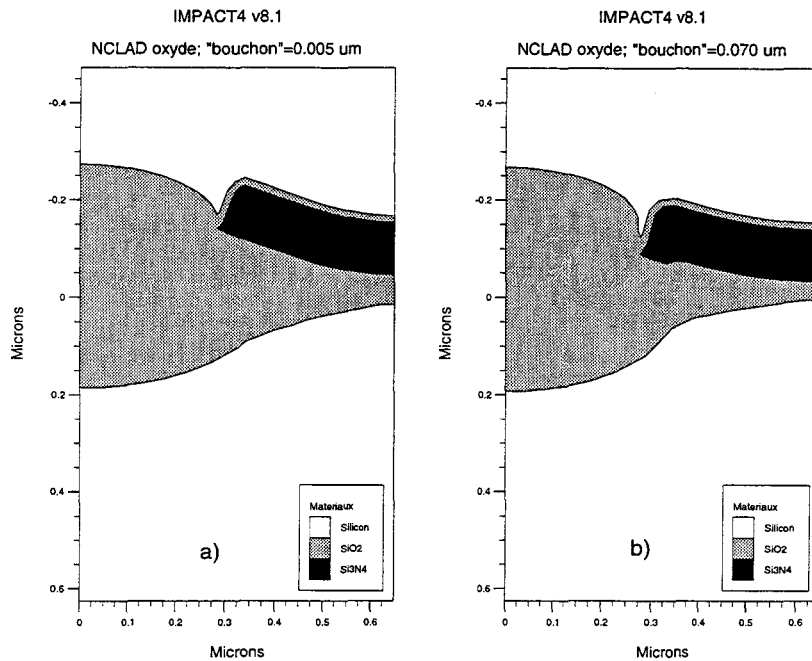 IMPACT4 v8.1
NCLAD oxyde; "bouchon"=0.005 um
-0.4
-0.2
0
0.2
0.4
0.6
Microns
0
0.1
0.2
0.3
0.4
0.5
0.6
Microns
a)
Materiaux
Silicon
SiO2
Si3N4
IMPACT4 v8.1
NCLAD oxyde; "bouchon"=0.070 um
-0.4
-0.2
0
0.2
0.4
0.6
Microns
0
0.1
0.2
0.3
0.4
0.5
0.6
Microns
b)
Materiaux
Silicon
SiO2
Si3N4